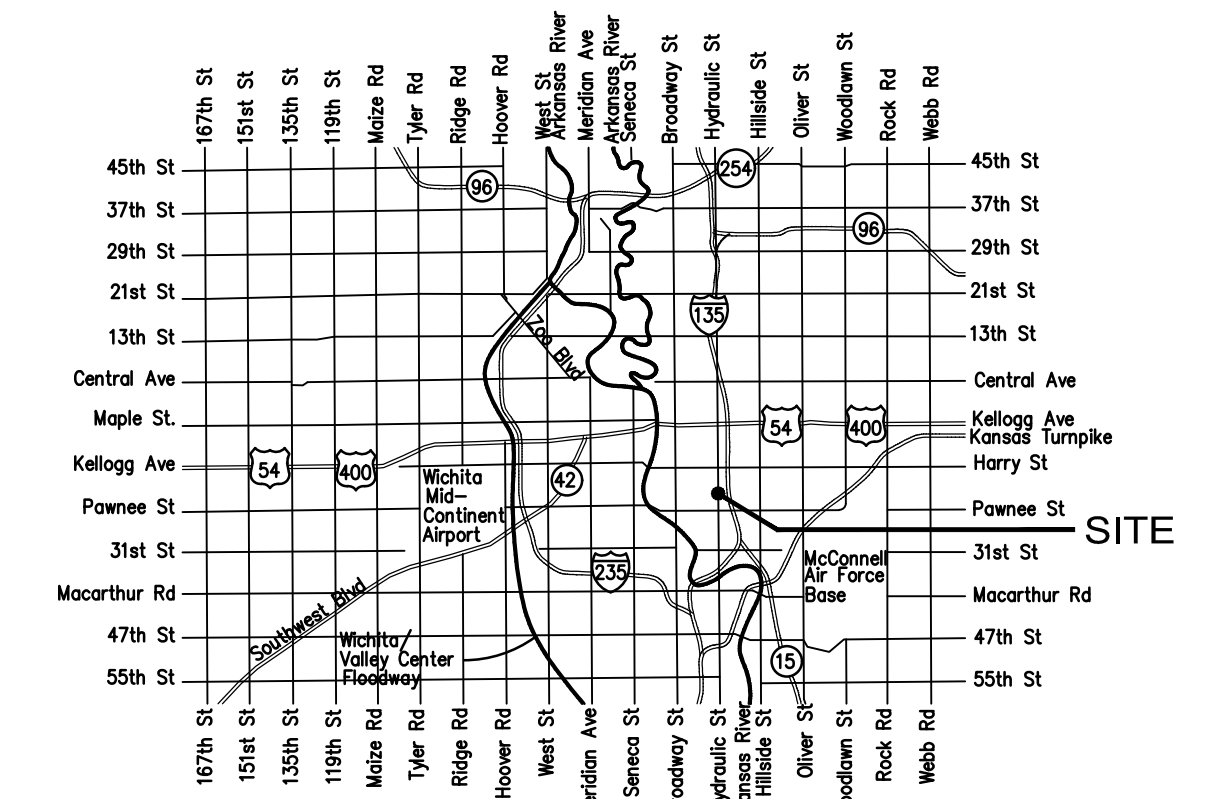 167th St
151st St
135th St
119th St
Maize Rd
Tyler Rd
Ridge Rd
Hoover Rd
West St
Arkansas River
Meridian Ave
Arkansas River
Seneca St
Broadway St
Hydraulic St
Hillside St
Oliver St
Woodlawn St
Rock Rd
Webb Rd
45th St
254
45th St
96
37th St
37th St
96
29th St
29th St
21st St
21st St
135
13th St
Zoo Blvd
13th St
Central Ave
Central Ave
Maple St.
54
400
Kellogg Ave
Kansas Turnpike
Kellogg Ave
54
400
Harry St
Wichita
Mid-
Continent
Airport
42
Pawnee St
Pawnee St
SITE
31st St
31st St
235
McConnell
Air Force
Base
Macarthur Rd
Macarthur Rd
Southwest Blvd
47th St
47th St
Wichita/
Valley Center
Floodway
15
55th St
55th St
167th St
151st St
135th St
119th St
Maize Rd
Tyler Rd
Ridge Rd
Hoover Rd
West St
eridian Ave
Seneca St
roadway St
ydraulic St
ansas River
Hillside St
Oliver St
oodlawn St
Rock Rd
Webb Rd